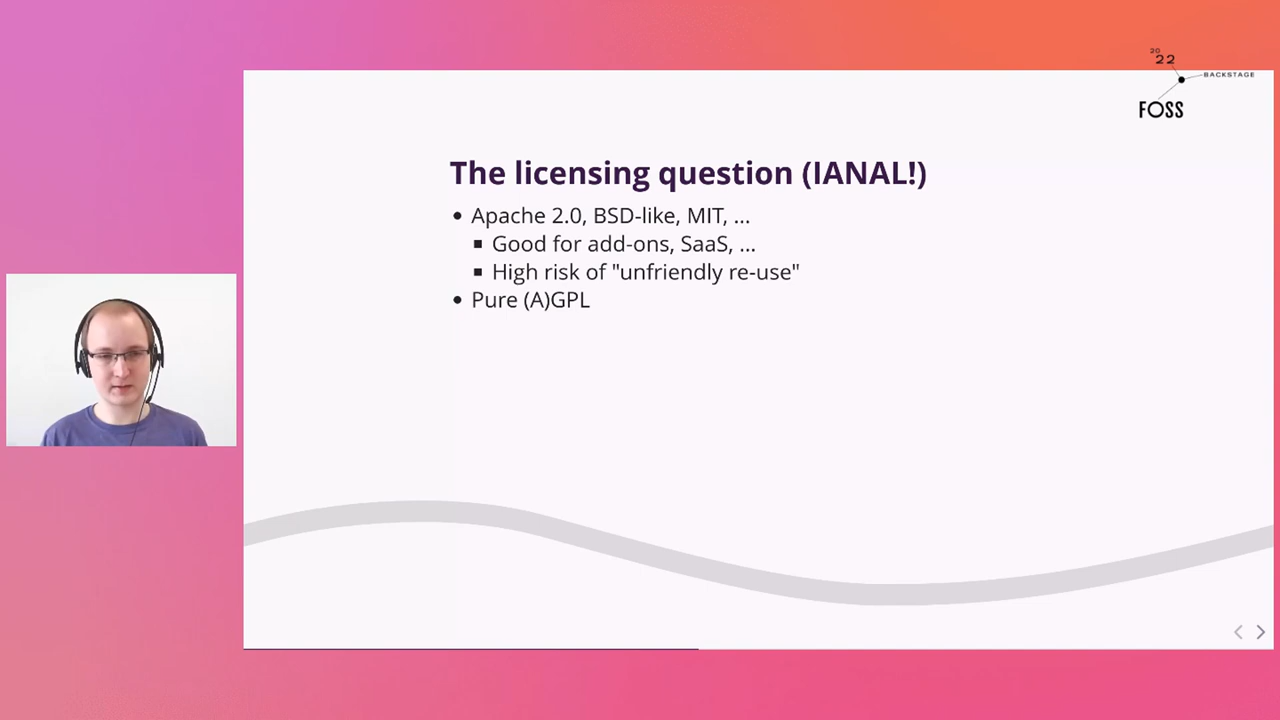 20
22
BACKSTAGE
FOSS
The licensing question (IANAL!)
• Apache 2.0, BSD-like, MIT, ...
▪ Good for add-ons, SaaS, ...
▪ High risk of "unfriendly re-use"
• Pure (A)GPL